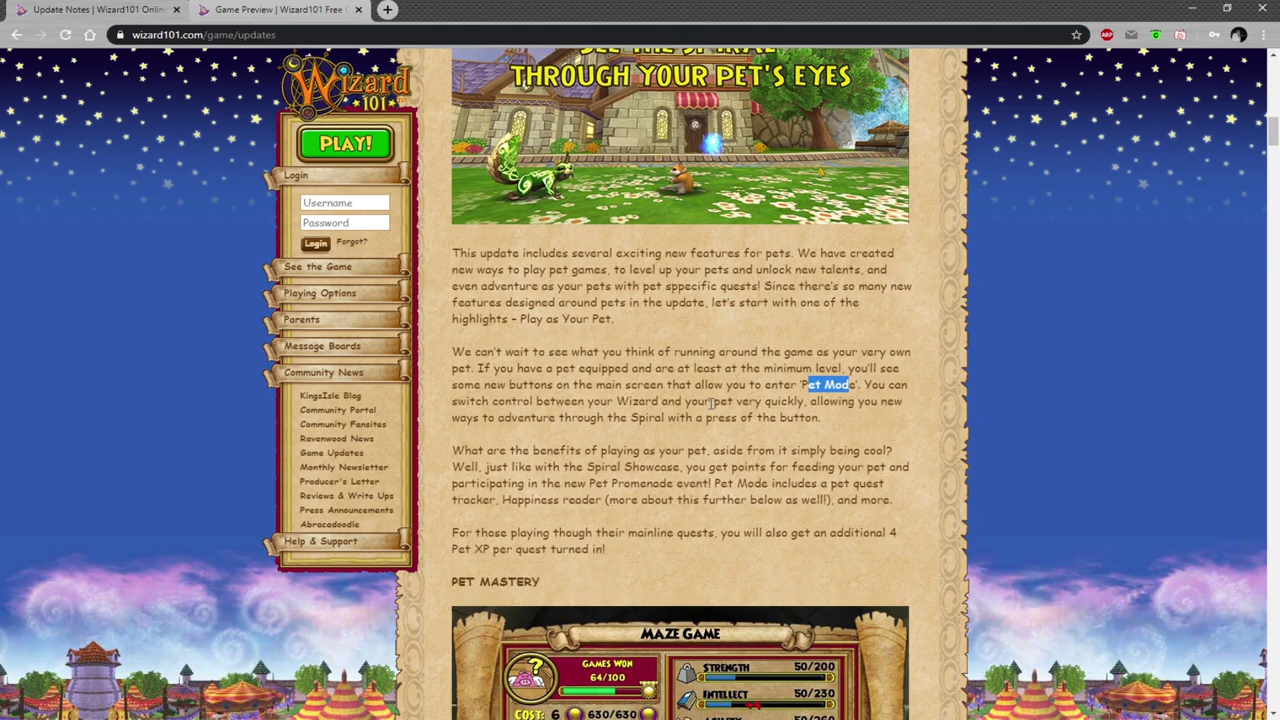 Update Notes | Wizard101 Onlin
Game Preview | Wizard101 Free
wizard101.com/game/updates
ABP
Wizard
101
PLAY!
Login
Username
Password
Login Forgot?
See the Game
Playing Options
Parents
Message Boards
Community News
KingsIsle Blog
Community Portal
Community Fansites
Ravenwood News
Game Updates
Monthly Newsletter
Producer's Letter
Reviews & Write Ups
Press Announcements
Abracadoodle
Help & Support
SEE THE SPIRAL
THROUGH YOUR PET'S EYES
This update includes several exciting new features for pets. We have created
new ways to play pet games, to level up your pets and unlock new talents, and
even adventure as your pets with pet sppecific quests! Since there's so many new
features designed around pets in the update, let's start with one of the
highlights – Play as Your Pet.
We can't wait to see what you think of running around the game as your very own
pet. If you have a pet equipped and are at least at the minimum level, you'll see
some new buttons on the main screen that allow you to enter 'Pet Mode'. You can
switch control between your Wizard and your pet very quickly, allowing you new
ways to adventure through the Spiral with a press of the button.
What are the benefits of playing as your pet, aside from it simply being cool?
Well, just like with the Spiral Showcase, you get points for feeding your pet and
participating in the new Pet Promenade event! Pet Mode includes a pet quest
tracker, Happiness reader (more about this further below as well!), and more.
For those playing though their mainline quests, you will also get an additional 4
Pet XP per quest turned in!
PET MASTERY
MAZE GAME
GAMES WON
64/100
COST: 6 630/630
STRENGTH 50/200
INTELLECT 50/230
AGILITY 50/260